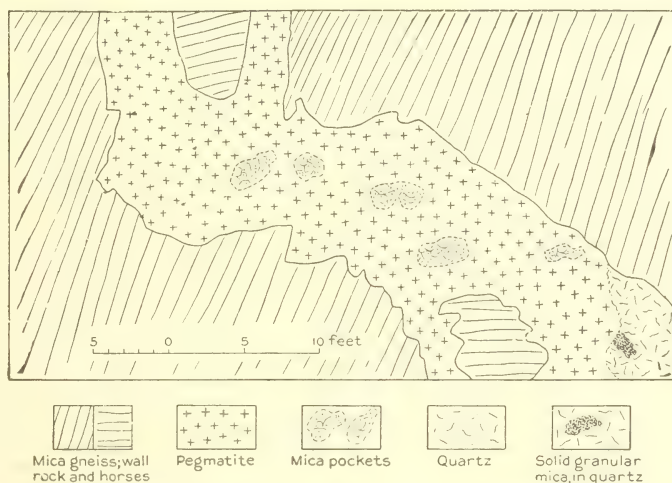 5 0 5 10 feet
Mica gneiss; wall
rock and horses
Pegmatite
Mica pockets
Quartz
Solid granular
mica, in quartz